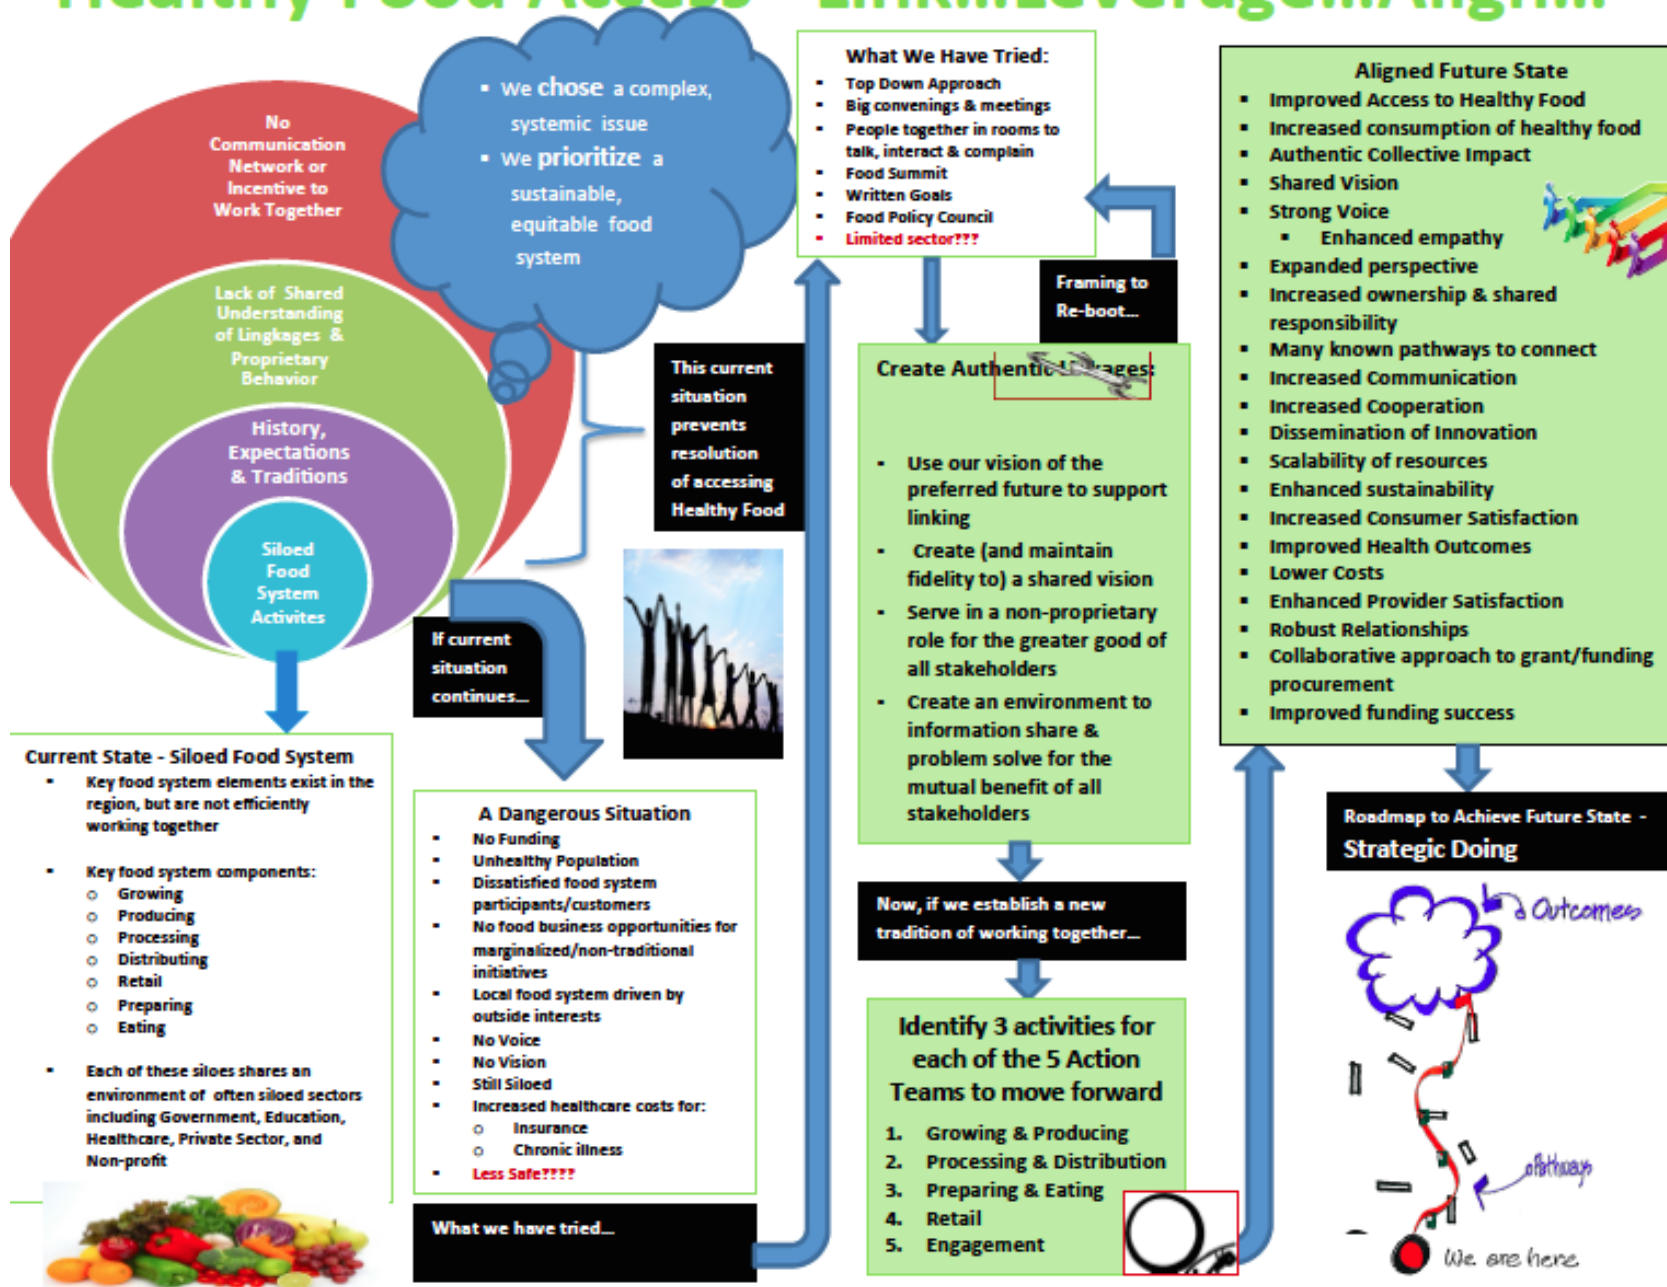 Healthy Food Access - Link...Leverage...Align...
No
Communication
Network or
Incentive to
Work Together
Lack of Shared
Understanding
of Lingkages &
Proprietary
Behavior
History,
Expectations
& Traditions
Siloed
Food
System
Activites
▪ We chose a complex,
systemic issue
▪ We prioritize a
sustainable,
equitable food
system
This current
situation
prevents
resolution
of accessing
Healthy Food
If current
situation
continues...
Current State - Siloed Food System
▪ Key food system elements exist in the
region, but are not efficiently
working together
▪ Key food system components:
o Growing
o Producing
o Processing
o Distributing
o Retail
o Preparing
o Eating
▪ Each of these siloes shares an
environment of often siloed sectors
including Government, Education,
Healthcare, Private Sector, and
Non-profit
A Dangerous Situation
▪ No Funding
▪ Unhealthy Population
▪ Dissatisfied food system
participants/customers
▪ No food business opportunities for
marginalized/non-traditional
initiatives
▪ Local food system driven by
outside interests
▪ No Voice
▪ No Vision
▪ Still Siloed
▪ Increased healthcare costs for:
o Insurance
o Chronic illness
▪ Less Safe????
What we have tried...
What We Have Tried:
▪ Top Down Approach
▪ Big convenings & meetings
▪ People together in rooms to
talk, interact & complain
▪ Food Summit
▪ Written Goals
▪ Food Policy Council
▪ Limited sector???
Framing to
Re-boot...
Create Authentic Linkages:
- Use our vision of the
preferred future to support
linking
- Create (and maintain
fidelity to) a shared vision
- Serve in a non-proprietary
role for the greater good of
all stakeholders
- Create an environment to
information share &
problem solve for the
mutual benefit of all
stakeholders
Now, if we establish a new
tradition of working together...
Identify 3 activities for
each of the 5 Action
Teams to move forward
1. Growing & Producing
2. Processing & Distribution
3. Preparing & Eating
4. Retail
5. Engagement
Aligned Future State
▪ Improved Access to Healthy Food
▪ Increased consumption of healthy food
▪ Authentic Collective Impact
▪ Shared Vision
▪ Strong Voice
▪ Enhanced empathy
▪ Expanded perspective
▪ Increased ownership & shared
responsibility
▪ Many known pathways to connect
▪ Increased Communication
▪ Increased Cooperation
▪ Dissemination of Innovation
▪ Scalability of resources
▪ Enhanced sustainability
▪ Increased Consumer Satisfaction
▪ Improved Health Outcomes
▪ Lower Costs
▪ Enhanced Provider Satisfaction
▪ Robust Relationships
▪ Collaborative approach to grant/funding
procurement
▪ Improved funding success
Roadmap to Achieve Future State -
Strategic Doing
Outcomes
Pathways
We are here